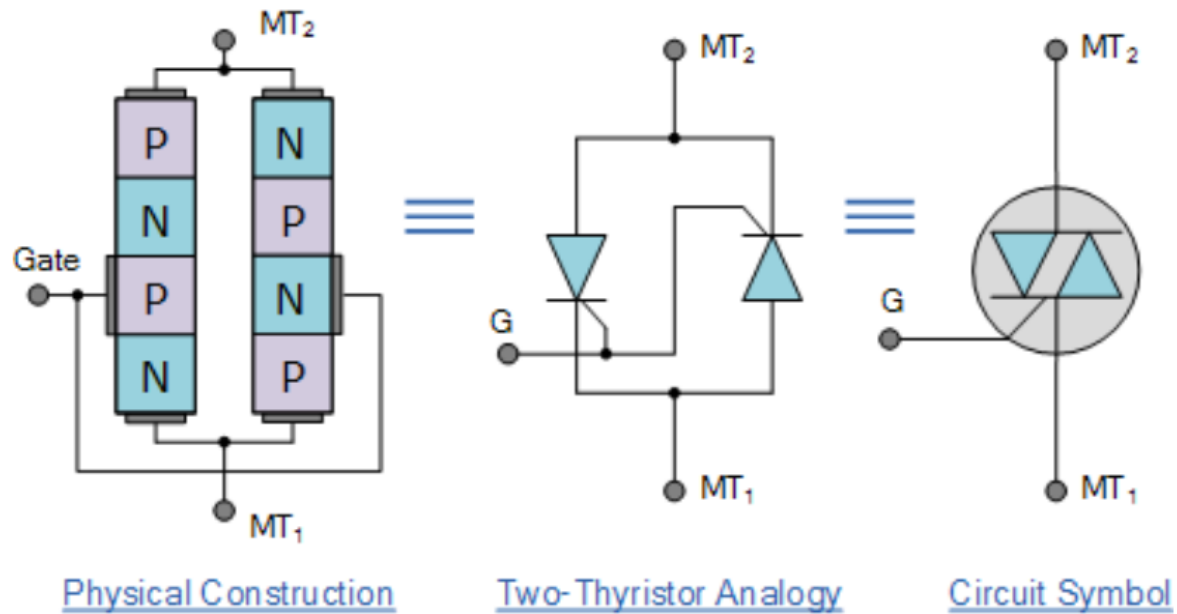 MT₂
P N
N P
Gate
P N
N P
MT₁
Physical Construction
MT₂
G
MT₁
Two-Thyristor Analogy
MT₂
G
MT₁
Circuit Symbol